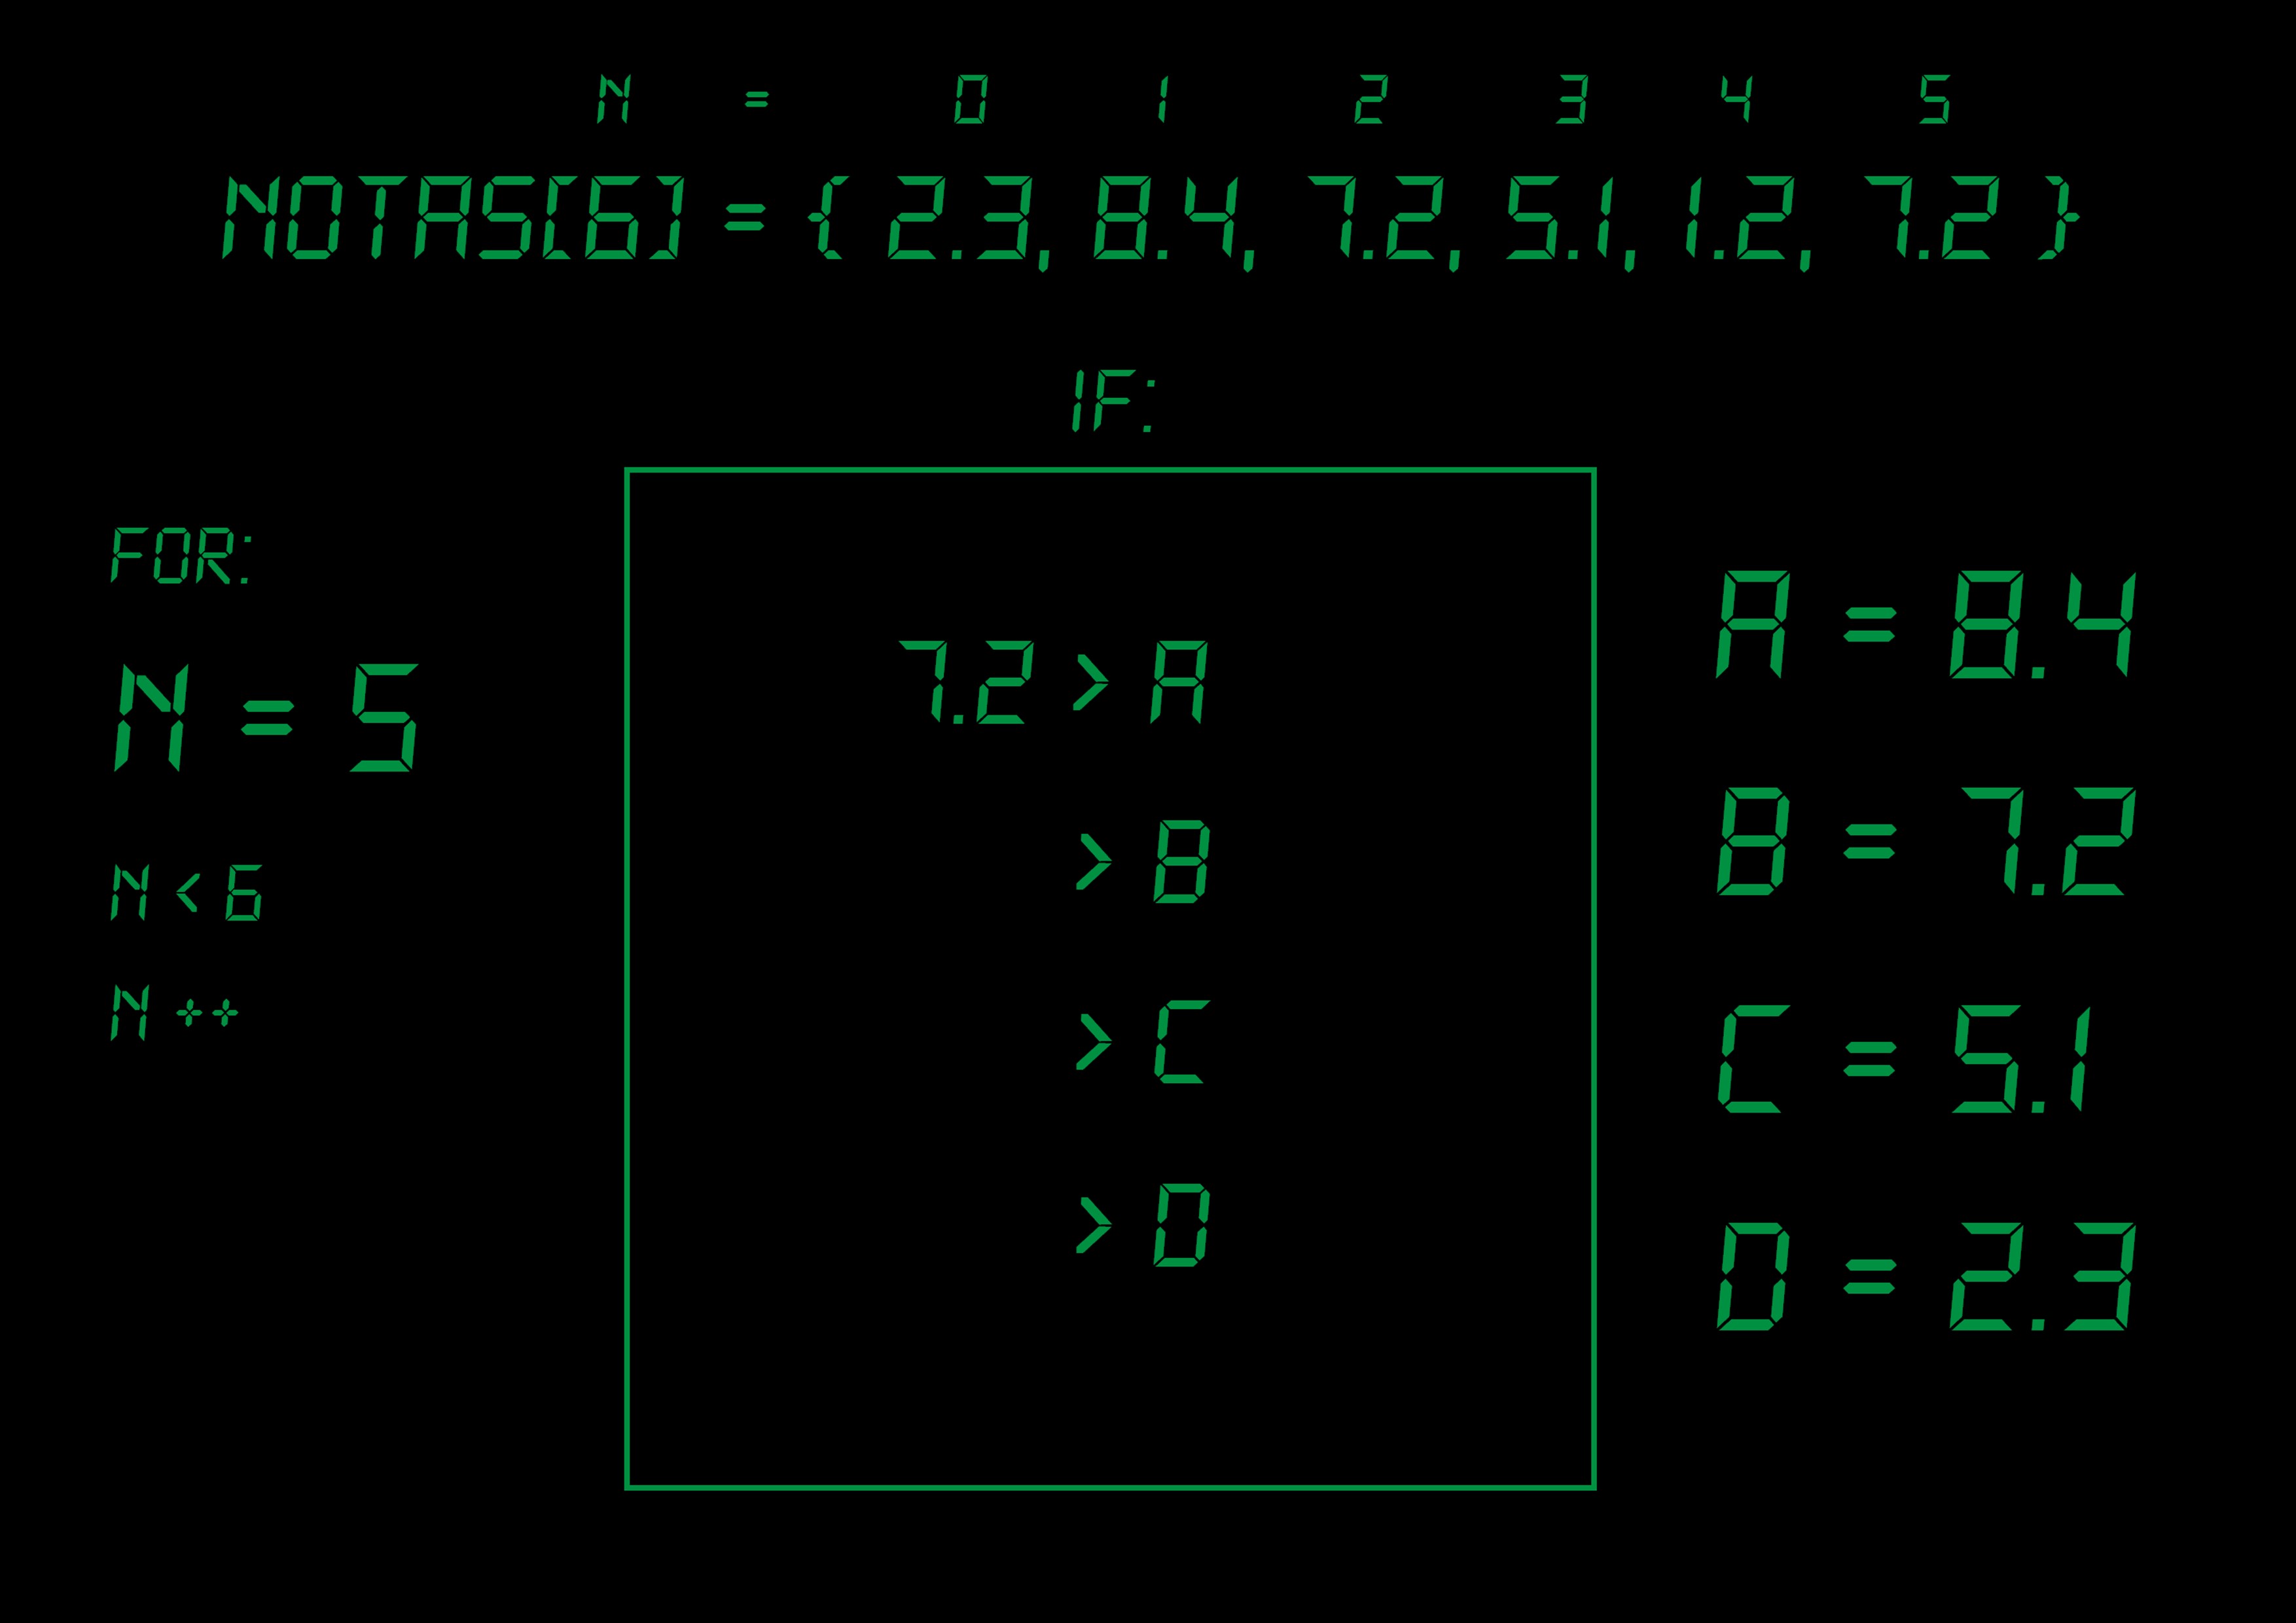 N = 0 1 2 3 4 5
NOTAS[6] = { 2.3, 8.4, 7.2, 5.1, 1.2, 7.2 }
IF:
FOR:
N = 5
N < 6
N ++
7.2 > A
> B
> C
> D
A = 8.4
B = 7.2
C = 5.1
D = 2.3